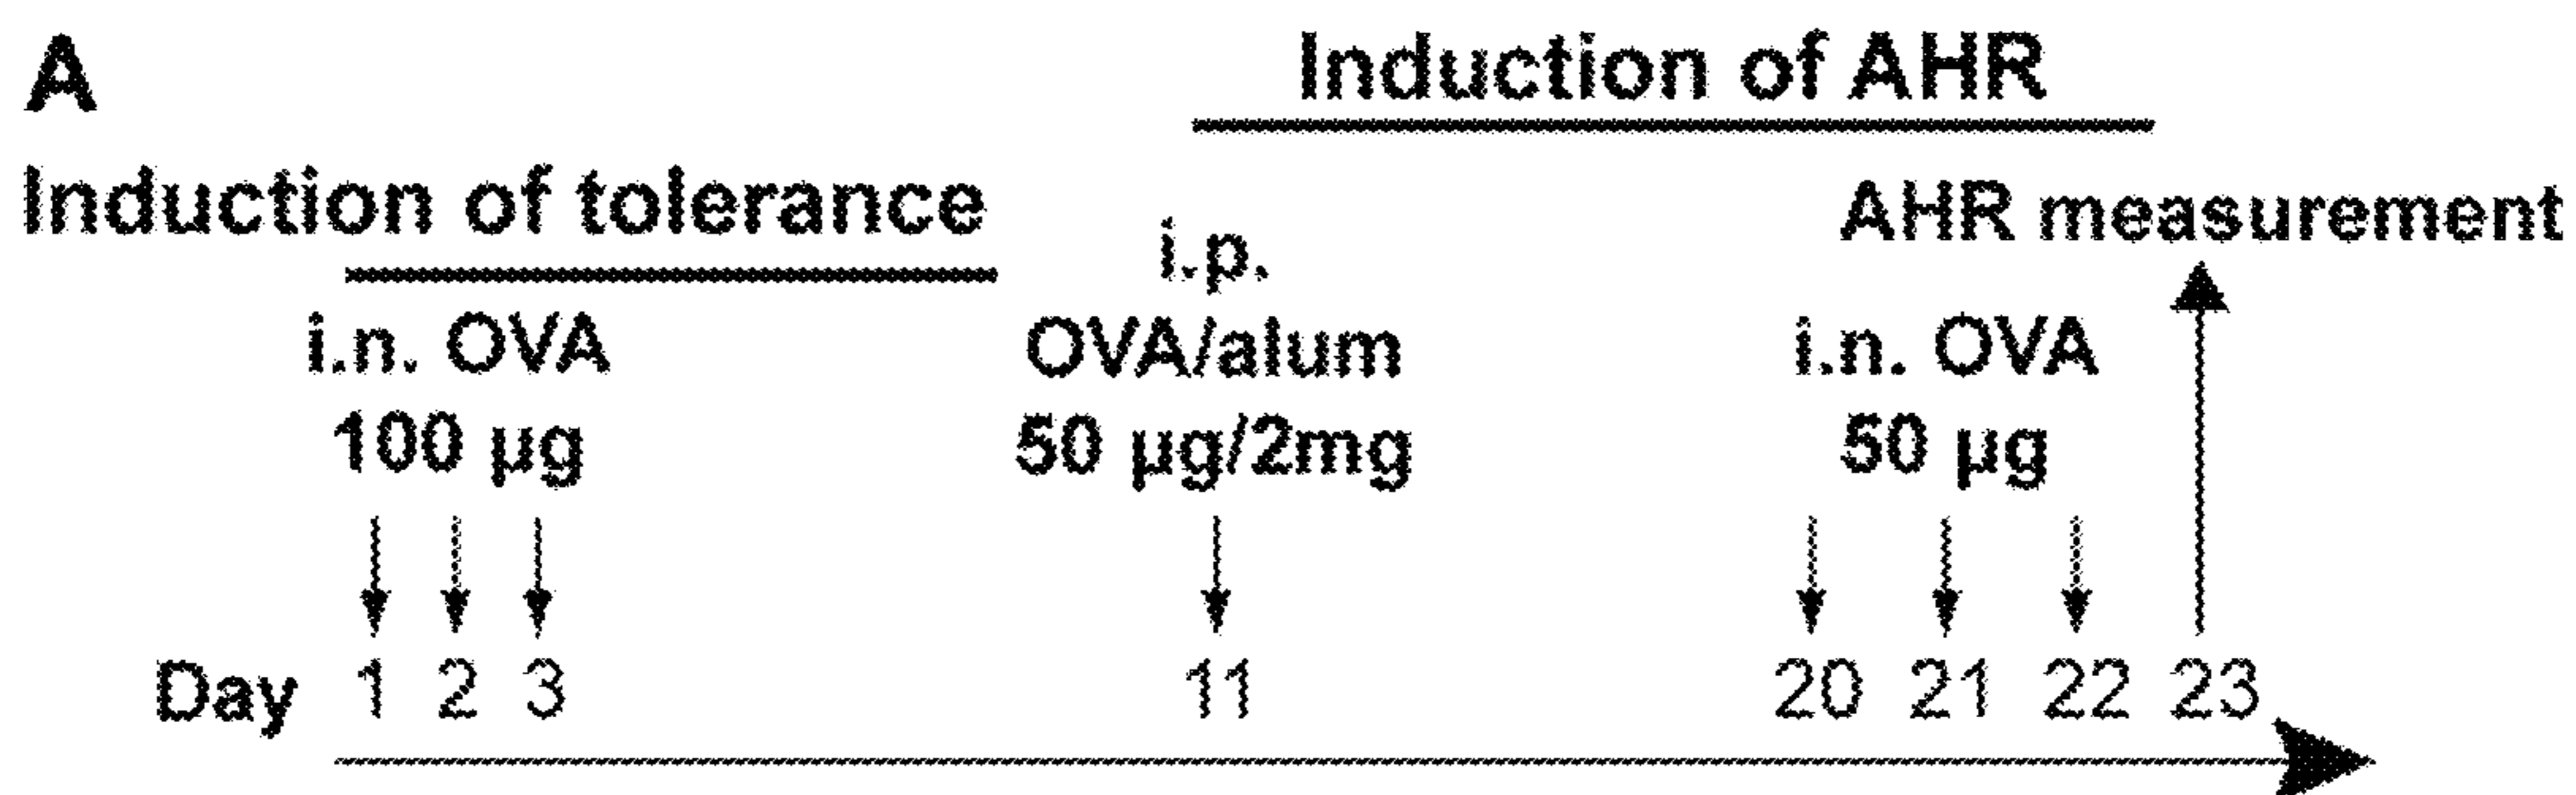 A
Induction of AHR
Induction of tolerance
AHR measurement
i.p.
i.n. OVA
OVA/alum
i.n. OVA
100 µg
50 µg/2mg
50 µg
Day 1 2 3 11 20 21 22 23